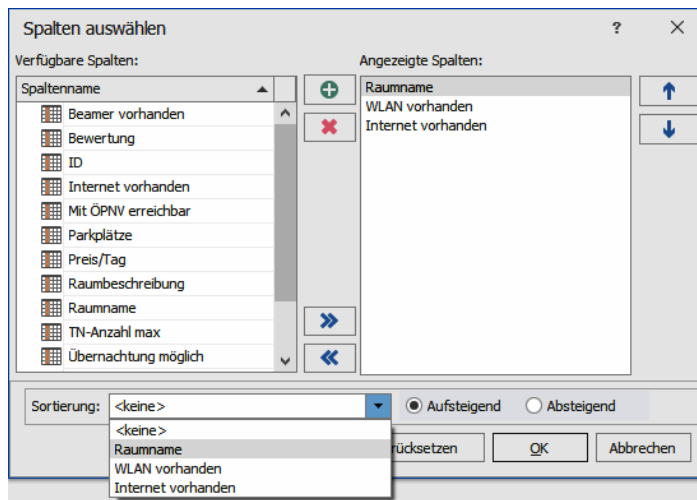 Spalten auswählen
?
Verfügbare Spalten:
Angezeigte Spalten:
Spaltenname
Beamer vorhanden
Bewertung
ID
Internet vorhanden
Mit ÖPNV erreichbar
Parkplätze
Preis/Tag
Raumbeschreibung
Raumname
TN-Anzahl max
Übernachtung möglich
Raumname
WLAN vorhanden
Internet vorhanden
Sortierung: <keine> Aufsteigend Absteigend
<keine>
Raumname
WLAN vorhanden
Internet vorhanden
rücksetzen OK Abbrechen